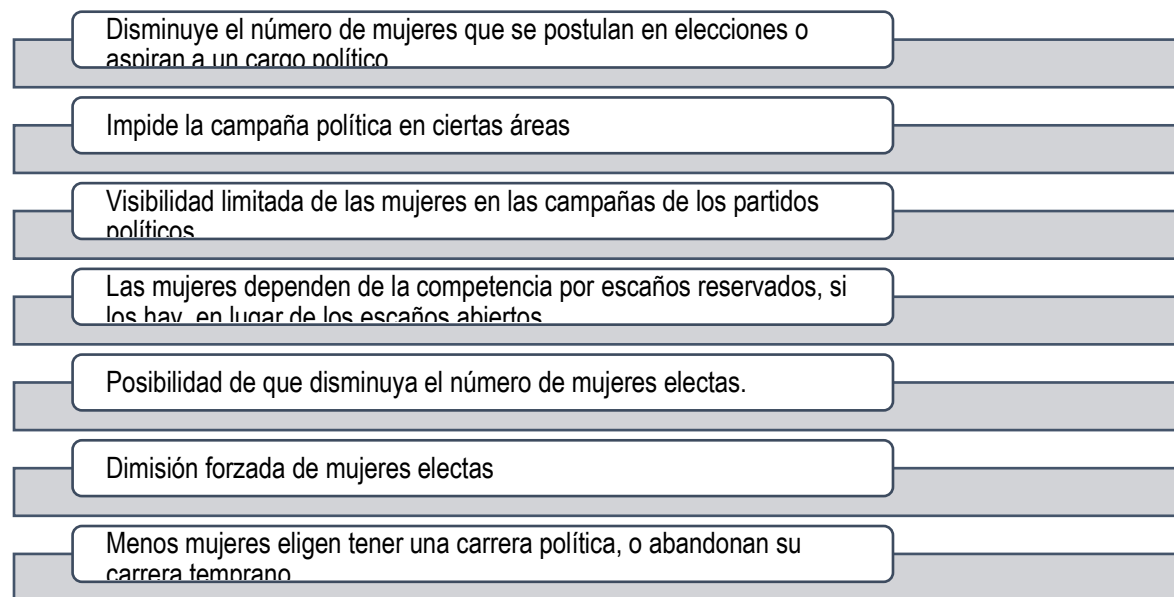 Disminuye el número de mujeres que se postulan en elecciones o
aspiran a un cargo político
Impide la campaña política en ciertas áreas
Visibilidad limitada de las mujeres en las campañas de los partidos
políticos
Las mujeres dependen de la competencia por escaños reservados, si
los hay, en lugar de los escaños abiertos
Posibilidad de que disminuya el número de mujeres electas.
Dimisión forzada de mujeres electas
Menos mujeres eligen tener una carrera política, o abandonan su
carrera temprano